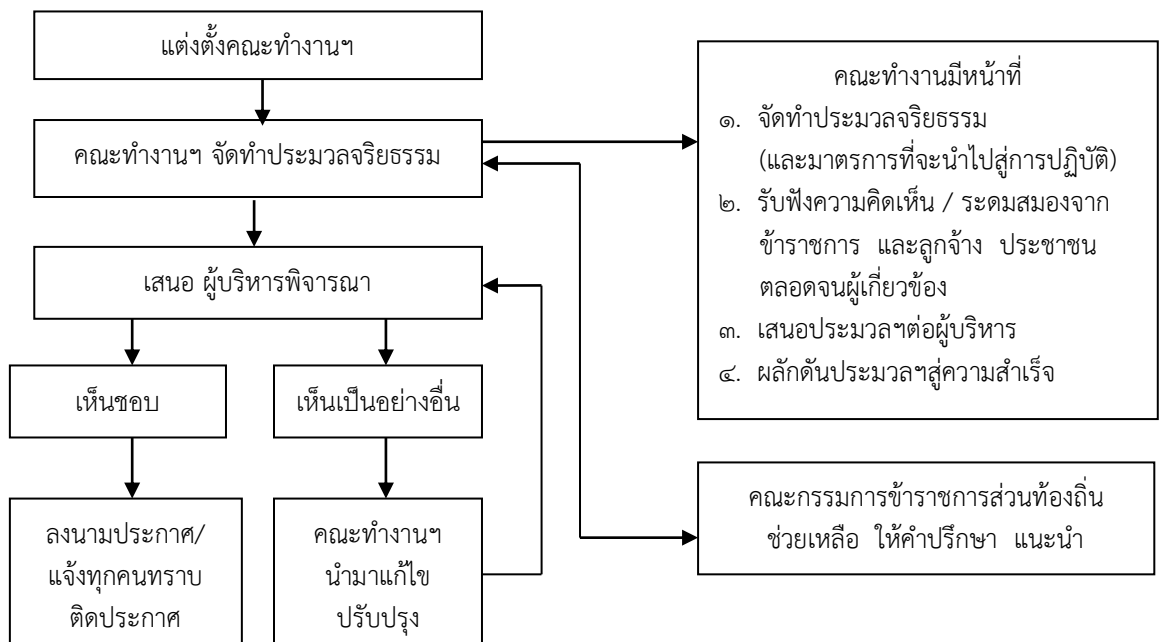 แต่งตั้งคณะทำงานฯ
คณะทำงานฯ จัดทำประมวลจริยธรรม
เสนอ ผู้บริหารพิจารณา
เห็นชอบ
เห็นเป็นอย่างอื่น
ลงนามประกาศ/
แจ้งทุกคนทราบ
ติดประกาศ
คณะทำงานฯ
นำมาแก้ไข
ปรับปรุง
คณะทำงานมีหน้าที่
๑. จัดทำประมวลจริยธรรม
(และมาตรการที่จะนำไปสู่การปฏิบัติ)
๒. รับฟังความคิดเห็น / ระดมสมองจาก
ข้าราชการ และลูกจ้าง ประชาชน
ตลอดจนผู้เกี่ยวข้อง
๓. เสนอประมวลฯต่อผู้บริหาร
๔. ผลักดันประมวลฯสู่ความสำเร็จ
คณะกรรมการข้าราชการส่วนท้องถิ่น
ช่วยเหลือ ให้คำปรึกษา แนะนำ